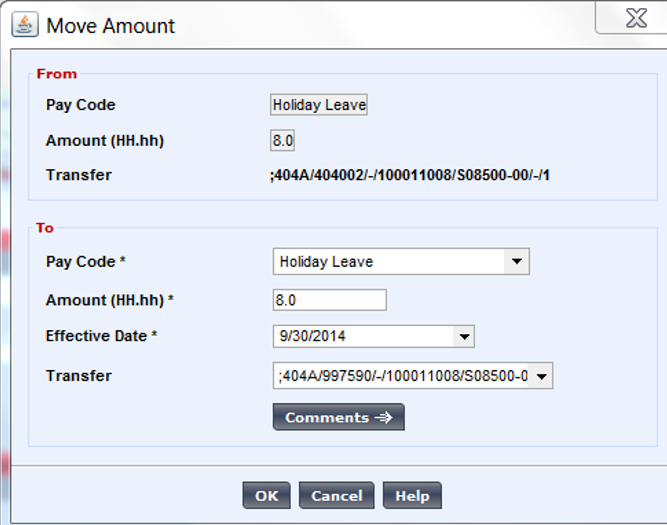 Move Amount
From
Pay Code Holiday Leave
Amount (HH.hh) 8.0
Transfer ;404A/404002/-/100011008/S08500-00/-/1
To
Pay Code * Holiday Leave
Amount (HH.hh) * 8.0
Effective Date * 9/30/2014
Transfer ;404A/997590/-/100011008/S08500-0
Comments
OK Cancel Help